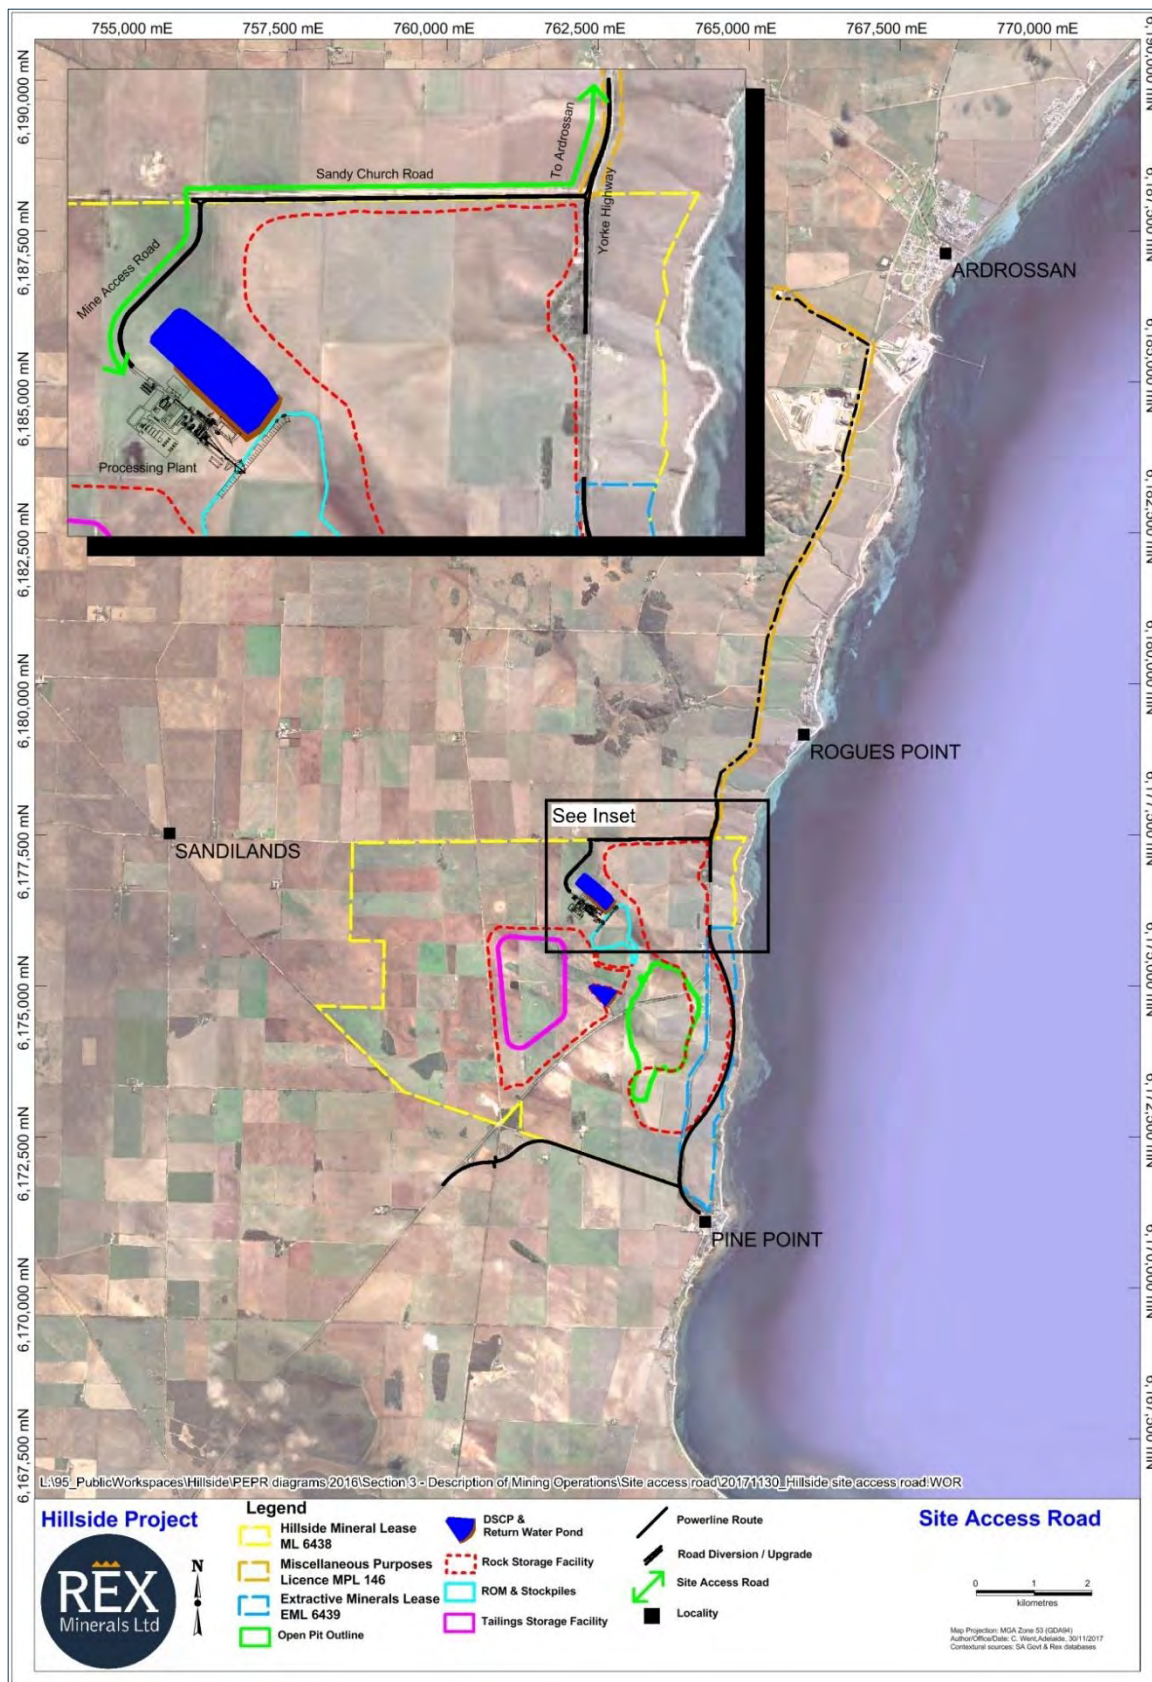 755,000 mE
757,500 mE
760,000 mE
762,500 mE
765,000 mE
767,500 mE
770,000 mE
6,190,000 mN
6,187,500 mN
6,185,000 mN
6,182,500 mN
6,180,000 mN
6,177,500 mN
6,175,000 mN
6,172,500 mN
6,170,000 mN
6,167,500 mN
To Ardrossan
Sandy Church Road
Yorke Highway
Mine Access Road
Processing Plant
ARDROSSAN
ROGUES POINT
See Inset
SANDILANDS
PINE POINT
L:\95_PublicWorkspaces\Hillside\PEPR diagrams 2016\Section 3 - Description of Mining Operations\Site access road\20171130_Hillside site access road.WOR
Hillside Project
REX
Minerals Ltd
N
Legend
Hillside Mineral Lease
ML 6438
Miscellaneous Purposes
Licence MPL 146
Extractive Minerals Lease
EML 6439
Open Pit Outline
DSCP &
Return Water Pond
Rock Storage Facility
ROM & Stockpiles
Tailings Storage Facility
Powerline Route
Road Diversion / Upgrade
Site Access Road
Locality
Site Access Road
0 1 2
kilometres
Map Projection: MGA Zone 53 (GDA94)
Author/Office/Date: C. Went,Adelaide, 30/11/2017
Contextural sources: SA Govt & Rex databases